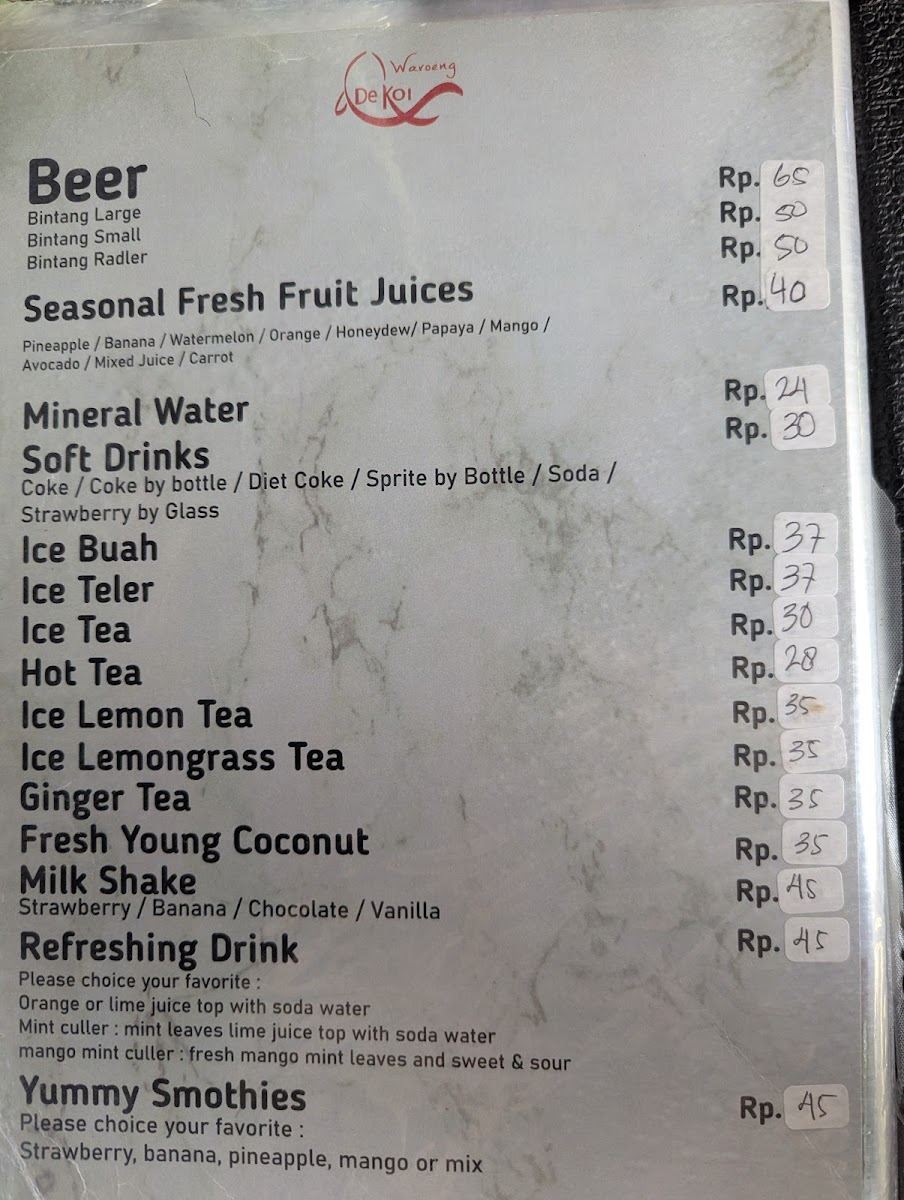 Waroeng
De Koi
Beer Rp. 65
Bintang Large Rp. 50
Bintang Small
Bintang Radler Rp. 50
Seasonal Fresh Fruit Juices Rp. 40
Pineapple / Banana / Watermelon / Orange / Honeydew/ Papaya / Mango /
Avocado / Mixed Juice / Carrot
Mineral Water Rp. 24
Soft Drinks Rp. 30
Coke / Coke by bottle / Diet Coke / Sprite by Bottle / Soda /
Strawberry by Glass
Ice Buah Rp. 37
Ice Teler Rp. 37
Ice Tea Rp. 30
Hot Tea Rp. 28
Ice Lemon Tea Rp. 35
Ice Lemongrass Tea Rp. 35
Ginger Tea Rp. 35
Fresh Young Coconut Rp. 35
Milk Shake Rp. 45
Strawberry / Banana / Chocolate / Vanilla
Refreshing Drink Rp. 45
Please choice your favorite :
Orange or lime juice top with soda water
Mint culler : mint leaves lime juice top with soda water
mango mint culler : fresh mango mint leaves and sweet & sour
Yummy Smothies Rp. 45
Please choice your favorite :
Strawberry, banana, pineapple, mango or mix